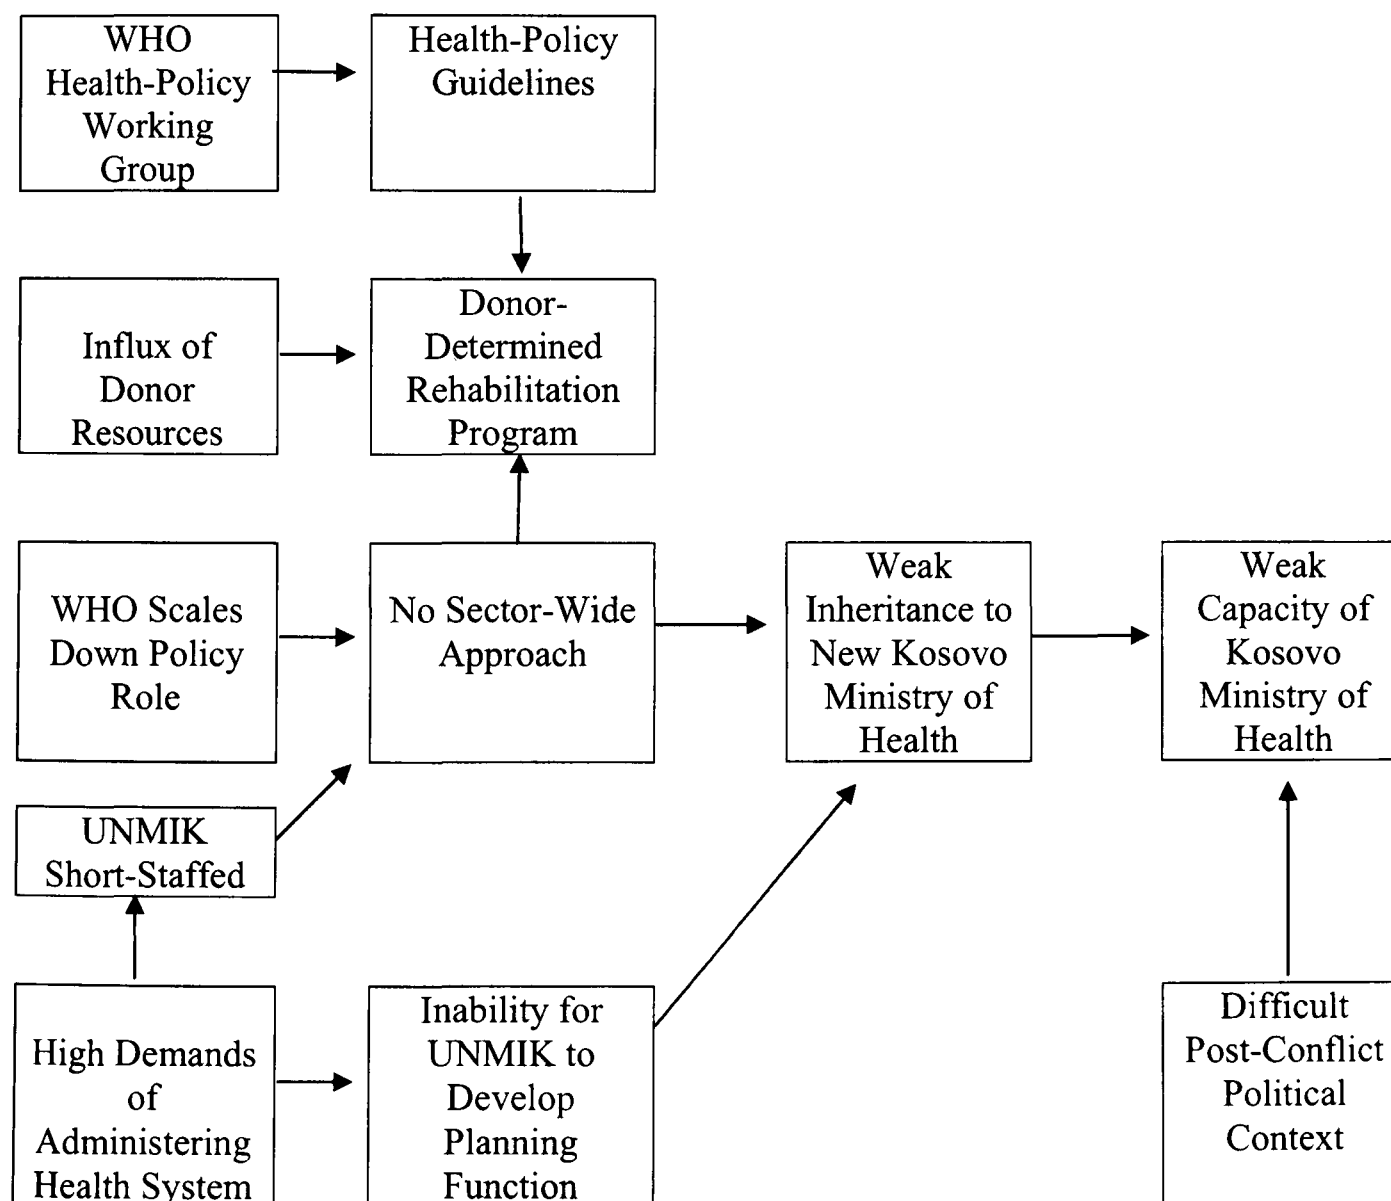 WHO
Health-Policy
Working
Group
Health-Policy
Guidelines
Influx of
Donor
Resources
Donor-
Determined
Rehabilitation
Program
WHO Scales
Down Policy
Role
No Sector-Wide
Approach
Weak
Inheritance to
New Kosovo
Ministry of
Health
Weak
Capacity of
Kosovo
Ministry of
Health
UNMIK
Short-Staffed
High Demands
of
Administering
Health System
Inability for
UNMIK to
Develop
Planning
Function
Difficult
Post-Conflict
Political
Context